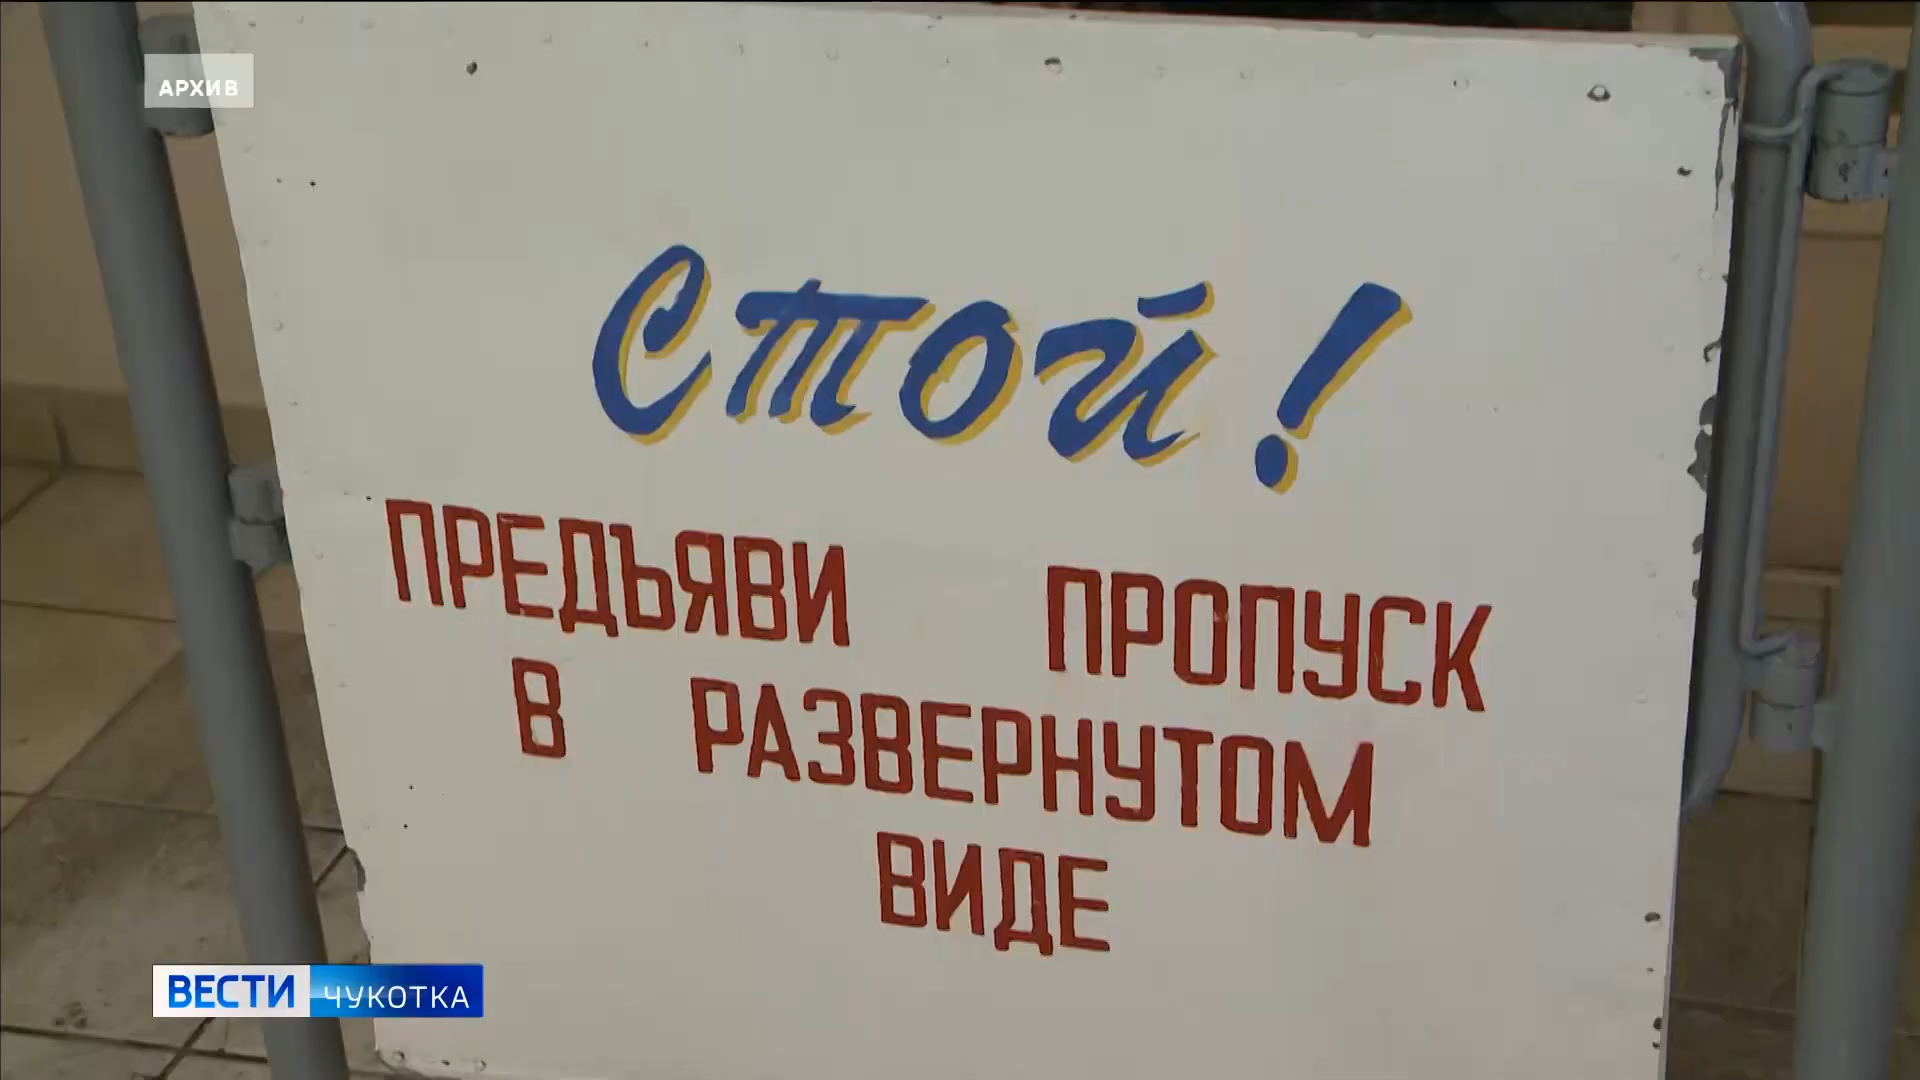 АРХИВ
Стой!
ПРЕДЪЯВИ ПРОПУСК
В РАЗВЕРНУТОМ
ВИДЕ
ВЕСТИ ЧУКОТКА